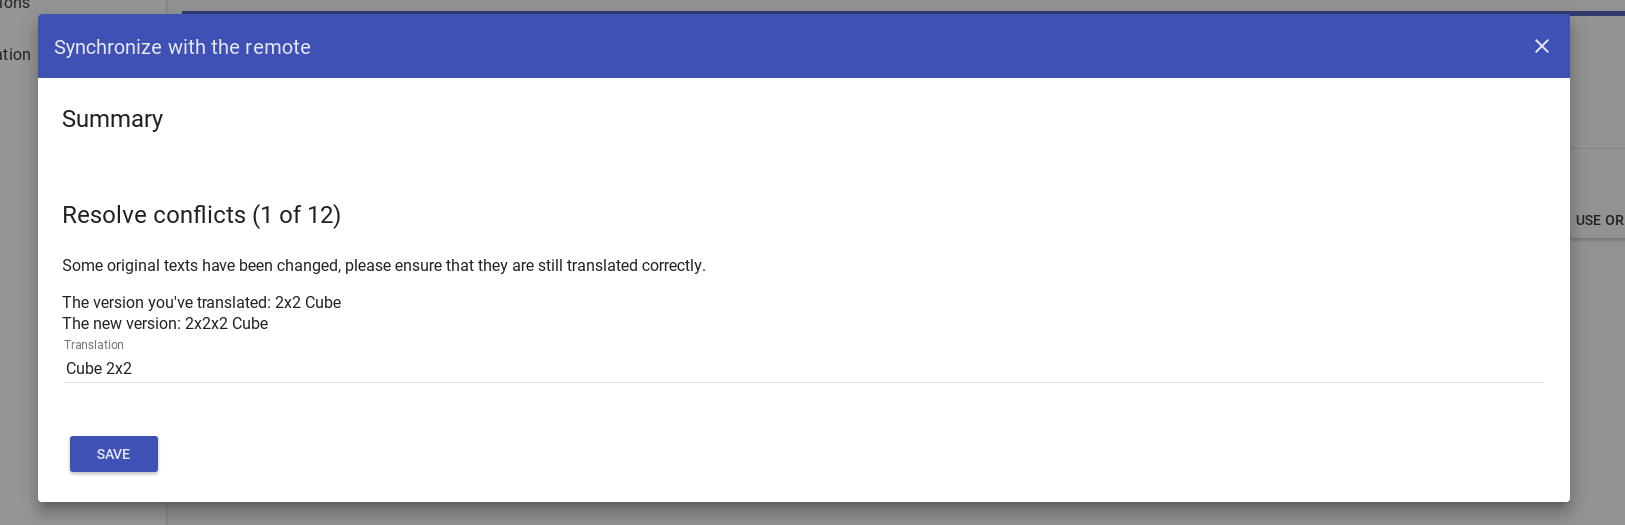 ions
ation
Synchronize with the remote
Summary
Resolve conflicts (1 of 12)
Some original texts have been changed, please ensure that they are still translated correctly.
The version you've translated: 2x2 Cube
The new version: 2x2x2 Cube
Translation
Cube 2x2
SAVE
USE OR